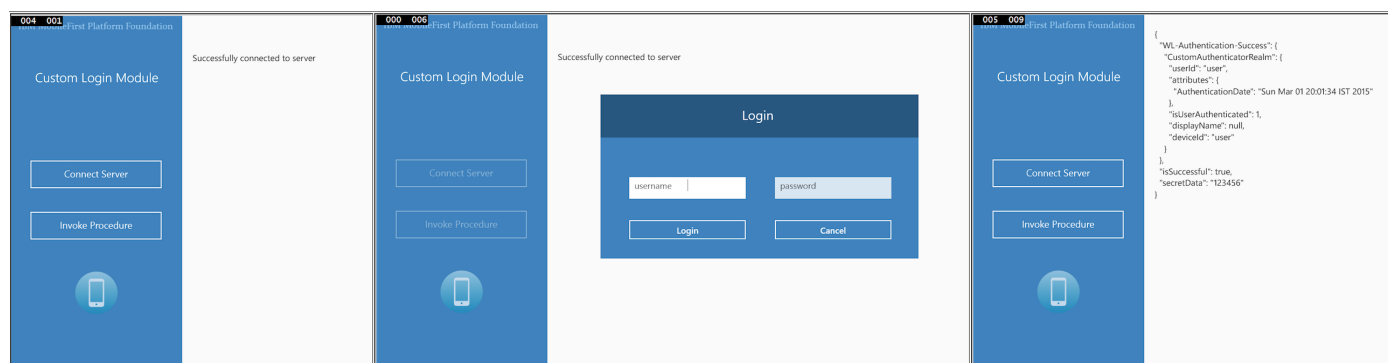 004 001
IBM MobileFirst Platform Foundation
Successfully connected to server
Custom Login Module
Connect Server
Invoke Procedure
000 006
IBM MobileFirst Platform Foundation
Successfully connected to server
Custom Login Module
Login
Connect Server
username
password
Invoke Procedure
Login
Cancel
005 009
IBM MobileFirst Platform Foundation
Custom Login Module
Connect Server
Invoke Procedure
{
"WL-Authentication-Success": {
"CustomAuthenticatorRealm": {
"userId": "user",
"attributes": {
"AuthenticationDate": "Sun Mar 01 20:01:34 IST 2015"
},
"isUserAuthenticated": 1,
"displayName": null,
"deviceId": "user"
}
},
"isSuccessful": true,
"secretData": "123456"
}